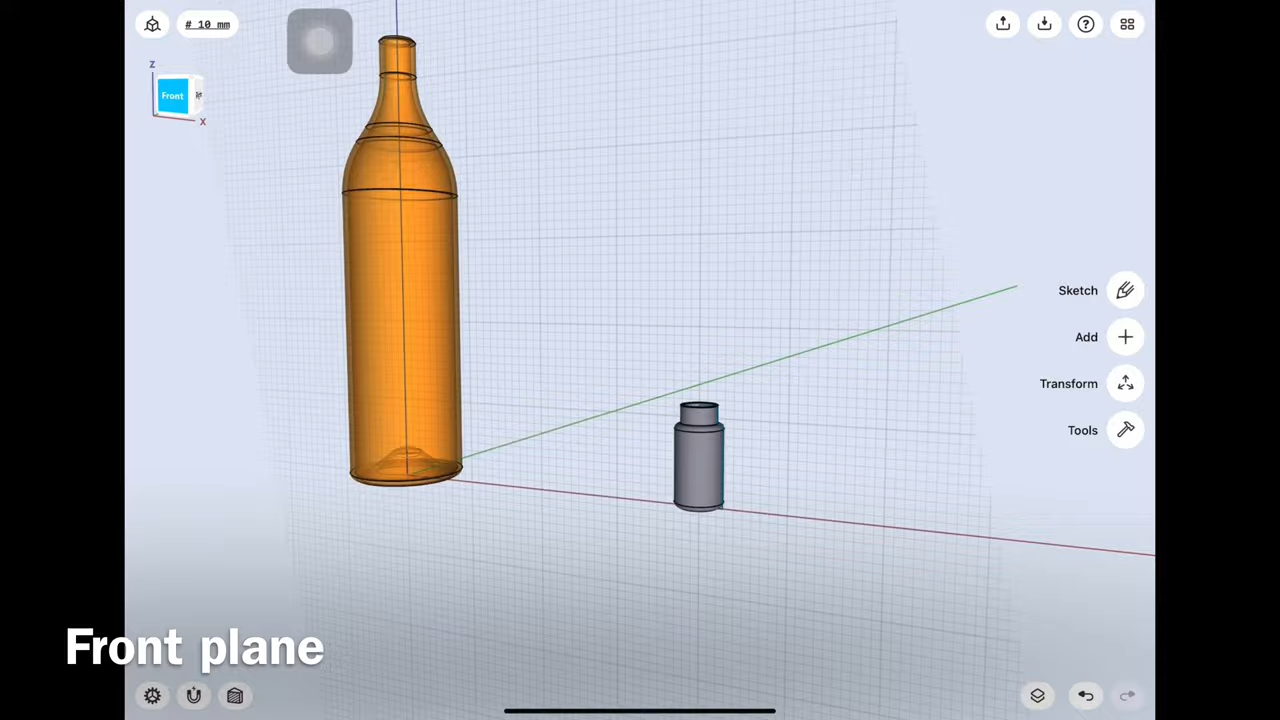 # 10 mm
Z
Front
X
Sketch
Add
Transform
Tools
Front plane